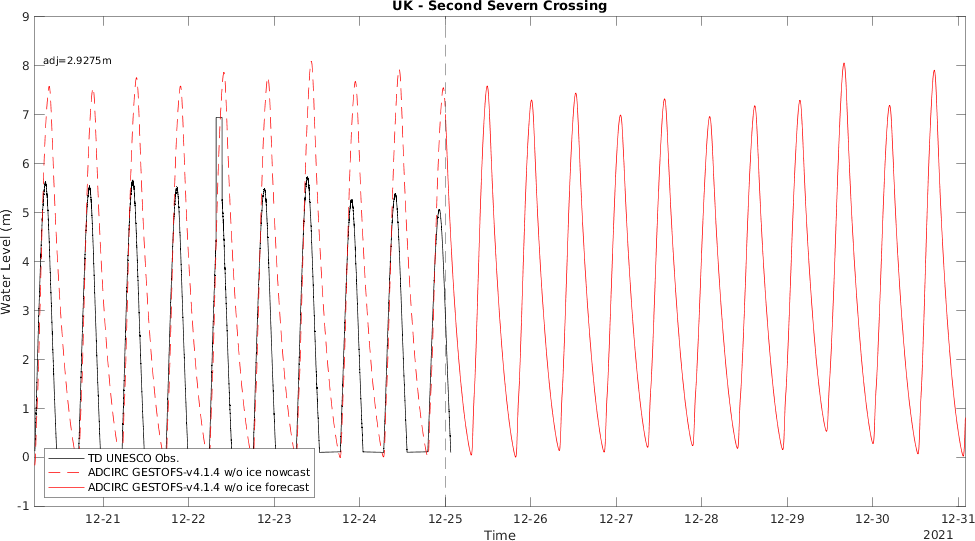 UK - Second Severn Crossing
adj=2.9275m
9
8
7
6
5
4
3
2
1
0
-1
Water Level (m)
TD UNESCO Obs.
ADCIRC GESTOFS-v4.1.4 w/o ice nowcast
ADCIRC GESTOFS-v4.1.4 w/o ice forecast
12-21 12-22 12-23 12-24 12-25 12-26 12-27 12-28 12-29 12-30 12-31
Time
2021